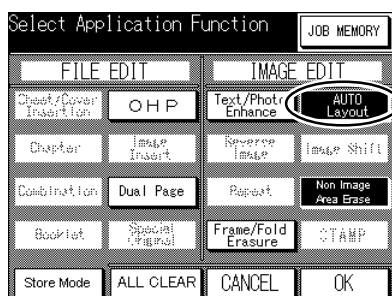 Select Application Function
JOB MEMORY
FILE EDIT
IMAGE EDIT
Sheet/Cover
Insertion
OHP
Text/Photo
Enhance
AUTO
Layout
Chapter
Image
Insert
Reverse
Image
Image Shift
Combination
Dual Page
Repeat
Non Image
Area Erase
Booklet
Special
Original
Frame/Fold
Erasure
STAMP
Store Mode
ALL CLEAR
CANCEL
OK